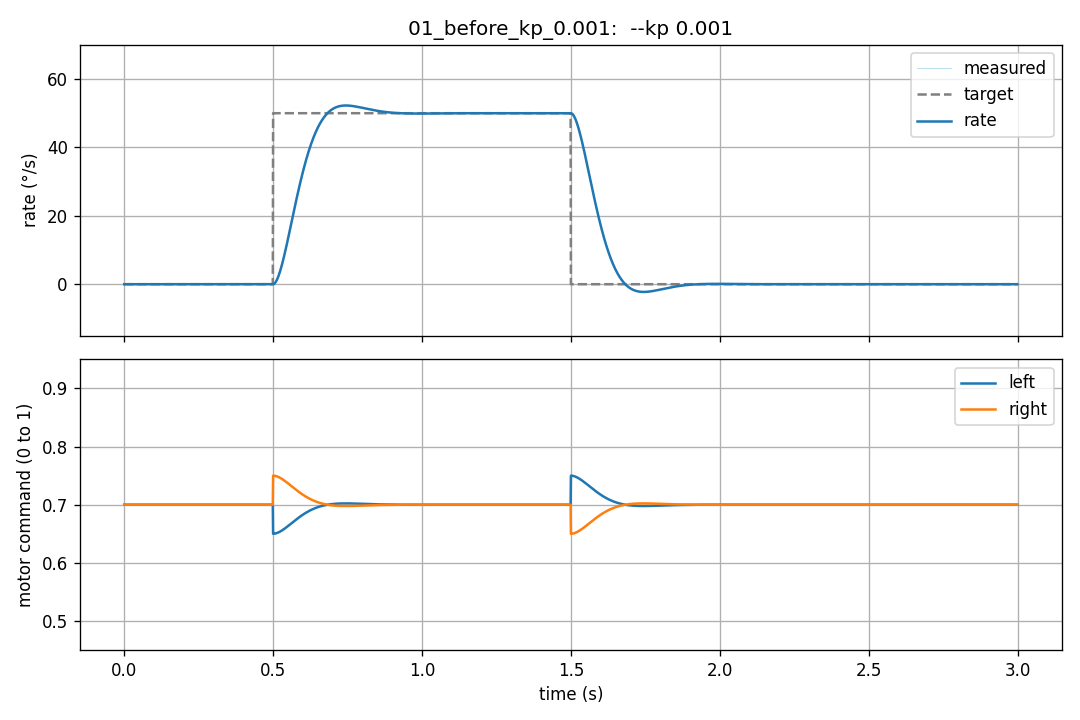 01_before_kp_0.001:  --kp 0.001
60
40
20
0
rate (°/s)
measured
target
rate
0.9
0.8
0.7
0.6
0.5
motor command (0 to 1)
left
right
0.0 0.5 1.0 1.5 2.0 2.5 3.0
time (s)